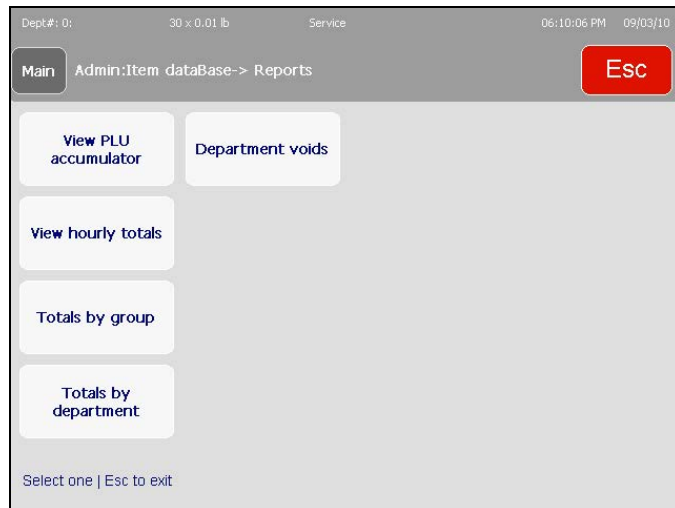 Dept#: 0: 30 x 0.01 lb Service 06:10:06 PM 09/03/10
Main Admin:Item dataBase-> Reports Esc
View PLU
accumulator
Department voids
View hourly totals
Totals by group
Totals by
department
Select one | Esc to exit